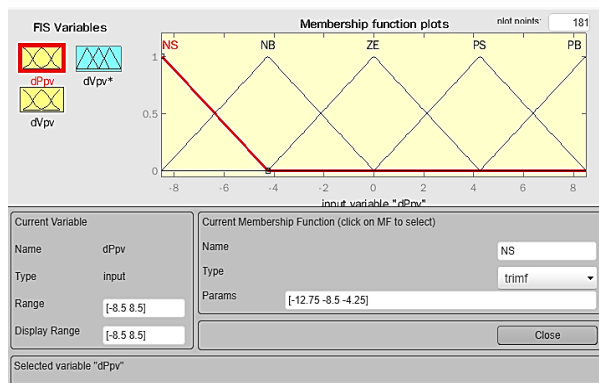 FIS Variables
Membership function plots
plot points: 181
dPpv
dVpv*
dVpv
NS NB ZE PS PB
1
0.5
0
-8 -6 -4 -2 0 2 4 6 8
input variable "dPpv"
Current Variable
Name dPpv
Type input
Range [-8.5 8.5]
Display Range [-8.5 8.5]
Current Membership Function (click on MF to select)
Name NS
Type trimf
Params [-12.75 -8.5 -4.25]
Close
Selected variable "dPpv"